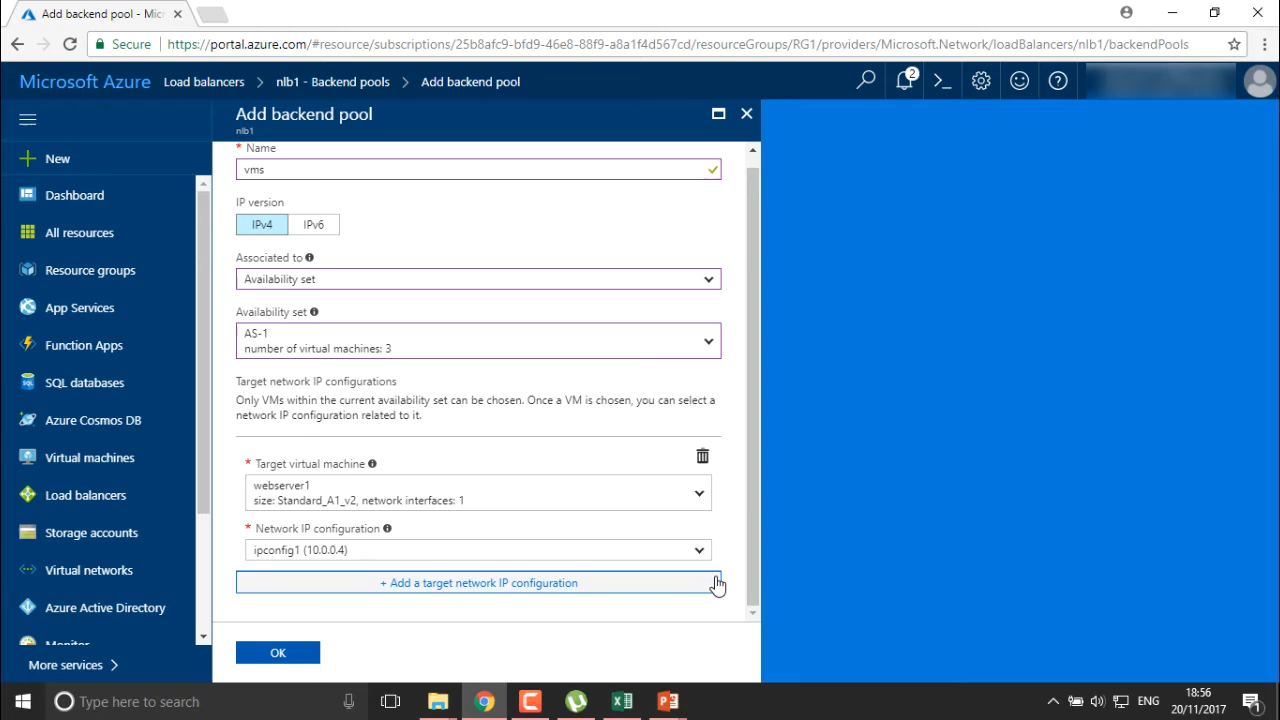 Add backend pool - Mic
Secure
https://portal.azure.com/#resource/subscriptions/25b8afc9-bfd9-46e8-88f9-a8a1f4d567cd/resourceGroups/RG1/providers/Microsoft.Network/loadBalancers/nlb1/backendPools
Microsoft Azure
Load balancers > nlb1 - Backend pools > Add backend pool
2
New
Dashboard
All resources
Resource groups
App Services
Function Apps
SQL databases
Azure Cosmos DB
Virtual machines
Load balancers
Storage accounts
Virtual networks
Azure Active Directory
Monitor
More services >
Add backend pool
nlb1
* Name
vms
IP version
IPv4 IPv6
Associated to
Availability set
Availability set
AS-1
number of virtual machines: 3
Target network IP configurations
Only VMs within the current availability set can be chosen. Once a VM is chosen, you can select a
network IP configuration related to it.
* Target virtual machine
webserver1
size: Standard_A1_v2, network interfaces: 1
* Network IP configuration
ipconfig1 (10.0.0.4)
+ Add a target network IP configuration
OK
Type here to search
ENG
18:56
20/11/2017
1